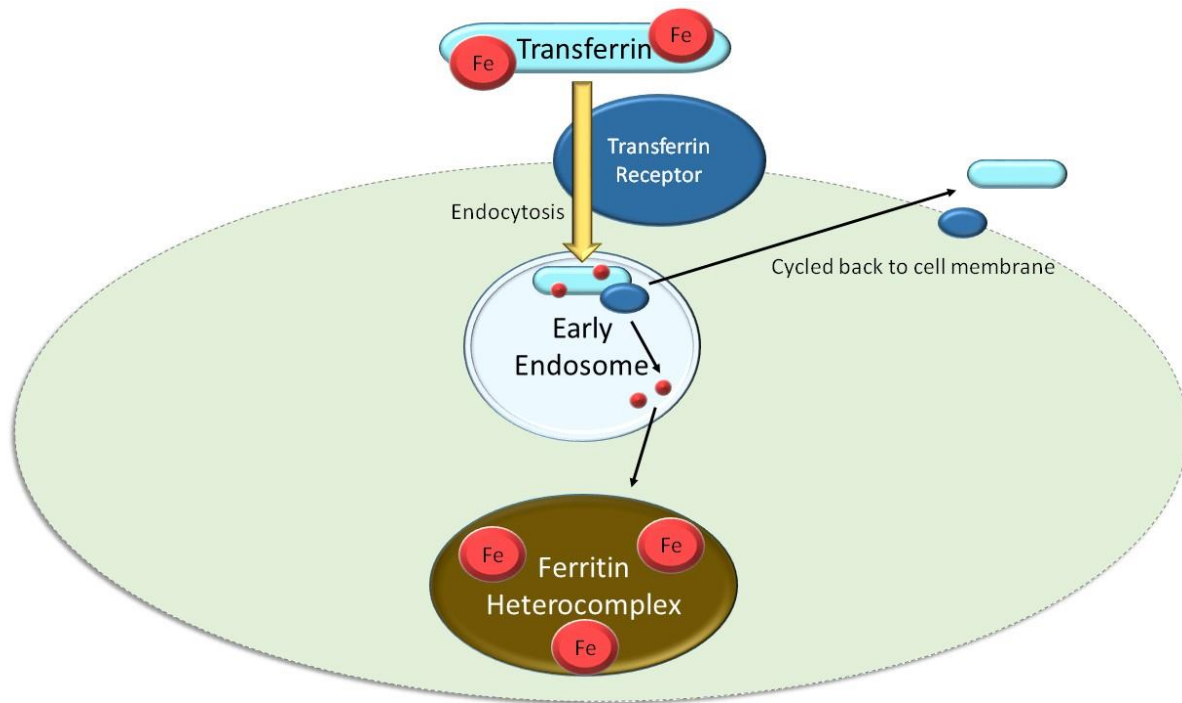 Fe
Transferrin
Fe
Transferrin
Receptor
Endocytosis
Cycled back to cell membrane
Early
Endosome
Fe
Fe
Ferritin
Heterocomplex
Fe